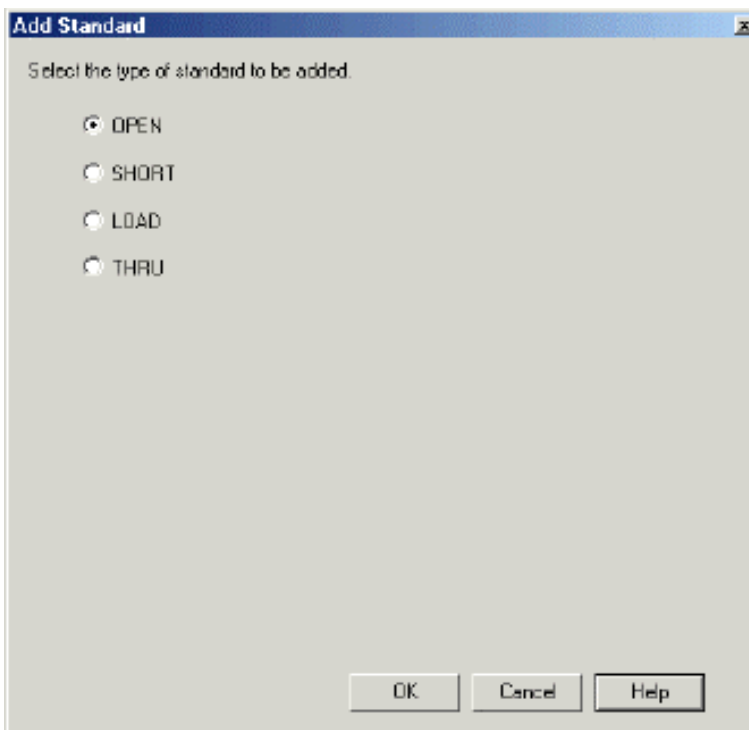 Add Standard
Select the type of standard to be added.
OPEN
SHORT
LOAD
THRU
OK Cancel Help